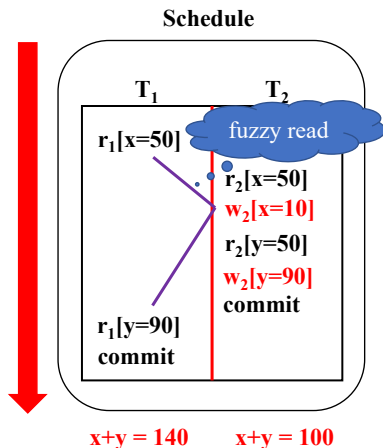 Schedule
T₁ T₂
fuzzy read
r₁[x=50]
r₂[x=50]
w₂[x=10]
r₂[y=50]
w₂[y=90]
commit
r₁[y=90]
commit
x+y = 140 x+y = 100